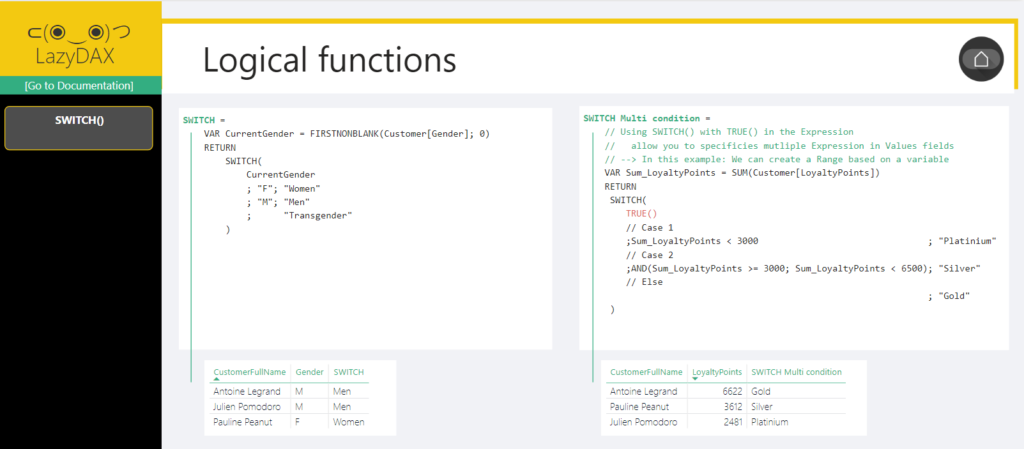 LazyDAX
[Go to Documentation]
SWITCH()
Logical functions
SWITCH =
VAR CurrentGender = FIRSTNONBLANK(Customer[Gender]; 0)
RETURN
SWITCH(
CurrentGender
; "F"; "Women"
; "M"; "Men"
; "Transgender"
)
CustomerFullName Gender SWITCH
Antoine Legrand M Men
Julien Pomodoro M Men
Pauline Peanut F Women
SWITCH Multi condition =
// Using SWITCH() with TRUE() in the Expression
// allow you to specificies mutliple Expression in Values fields
// --> In this example: We can create a Range based on a variable
VAR Sum_LoyaltyPoints = SUM(Customer[LoyaltyPoints])
RETURN
SWITCH(
TRUE()
// Case 1
;Sum_LoyaltyPoints < 3000 ; "Platinium"
// Case 2
;AND(Sum_LoyaltyPoints >= 3000; Sum_LoyaltyPoints < 6500); "Silver"
// Else
; "Gold"
)
CustomerFullName LoyaltyPoints SWITCH Multi condition
Antoine Legrand 6622 Gold
Pauline Peanut 3612 Silver
Julien Pomodoro 2481 Platinium